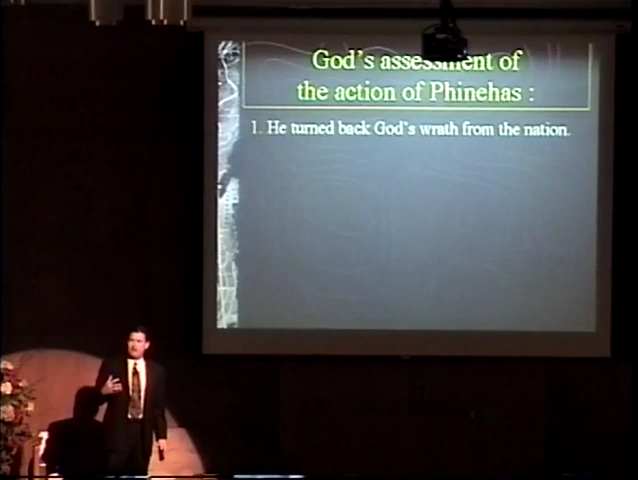 God's assessment of
the action of Phinehas :
1. He turned back God's wrath from the nation.